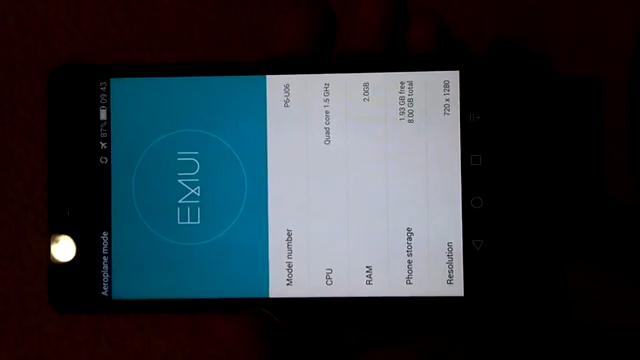 Aeroplane mode 87% 09:43
EMUI
Model number P6-U06
CPU Quad core 1.5 GHz
RAM 2.0GB
Phone storage 1.93 GB free
8.00 GB total
Resolution 720 x 1280